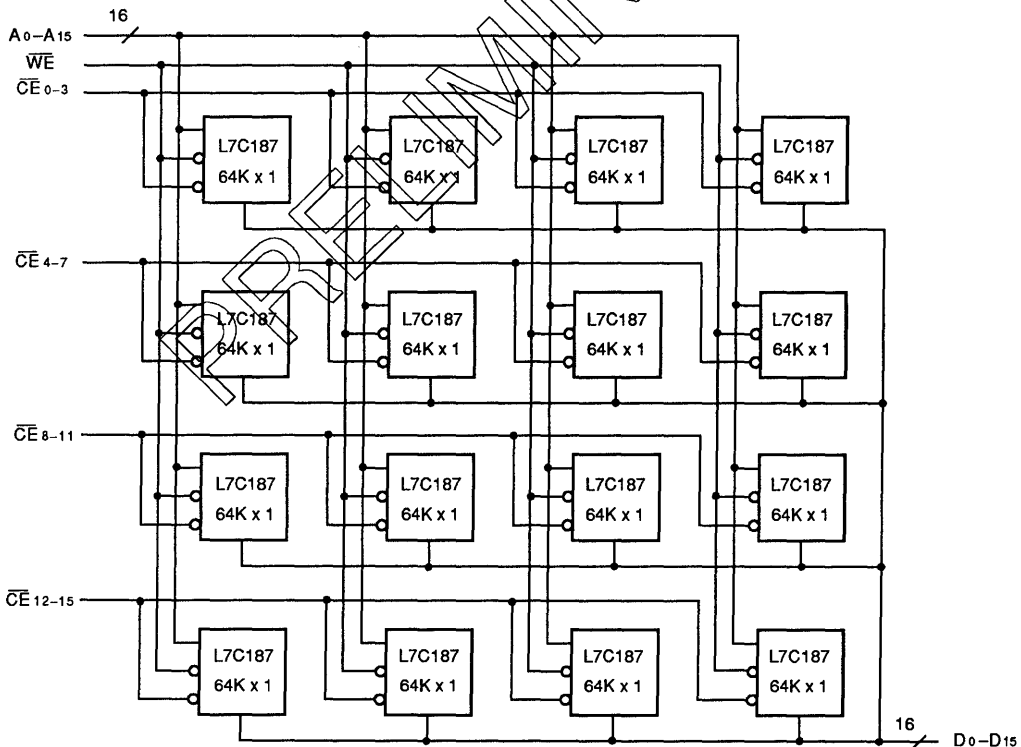 16
A0–A15
WE
CE0–3
L7C187
64K x 1
L7C187
64K x 1
L7C187
64K x 1
L7C187
64K x 1
CE4–7
L7C187
64K x 1
L7C187
64K x 1
L7C187
64K x 1
L7C187
64K x 1
CE8–11
L7C187
64K x 1
L7C187
64K x 1
L7C187
64K x 1
L7C187
64K x 1
CE12–15
L7C187
64K x 1
L7C187
64K x 1
L7C187
64K x 1
L7C187
64K x 1
16
D0–D15